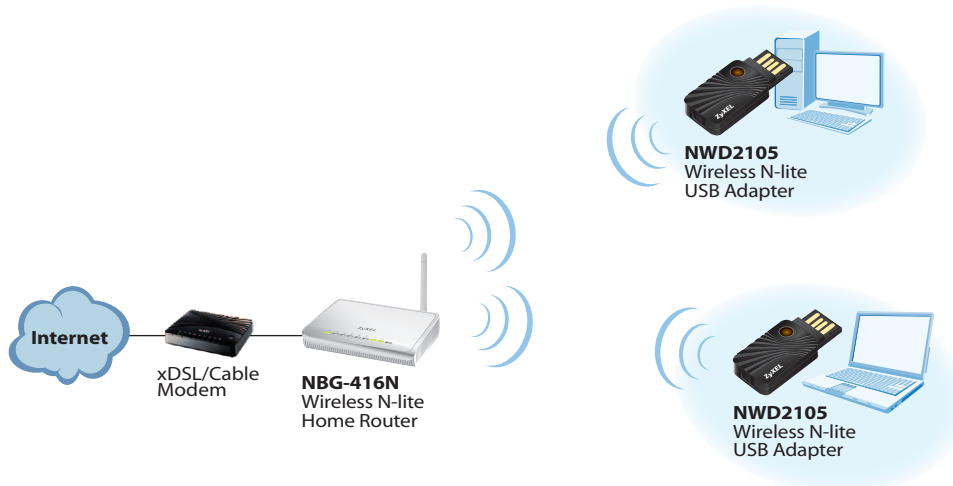 Internet
ZyXEL
xDSL/Cable
Modem
ZyXEL
NBG-416N
Wireless N-lite
Home Router
ZyXEL
NWD2105
Wireless N-lite
USB Adapter
ZyXEL
NWD2105
Wireless N-lite
USB Adapter